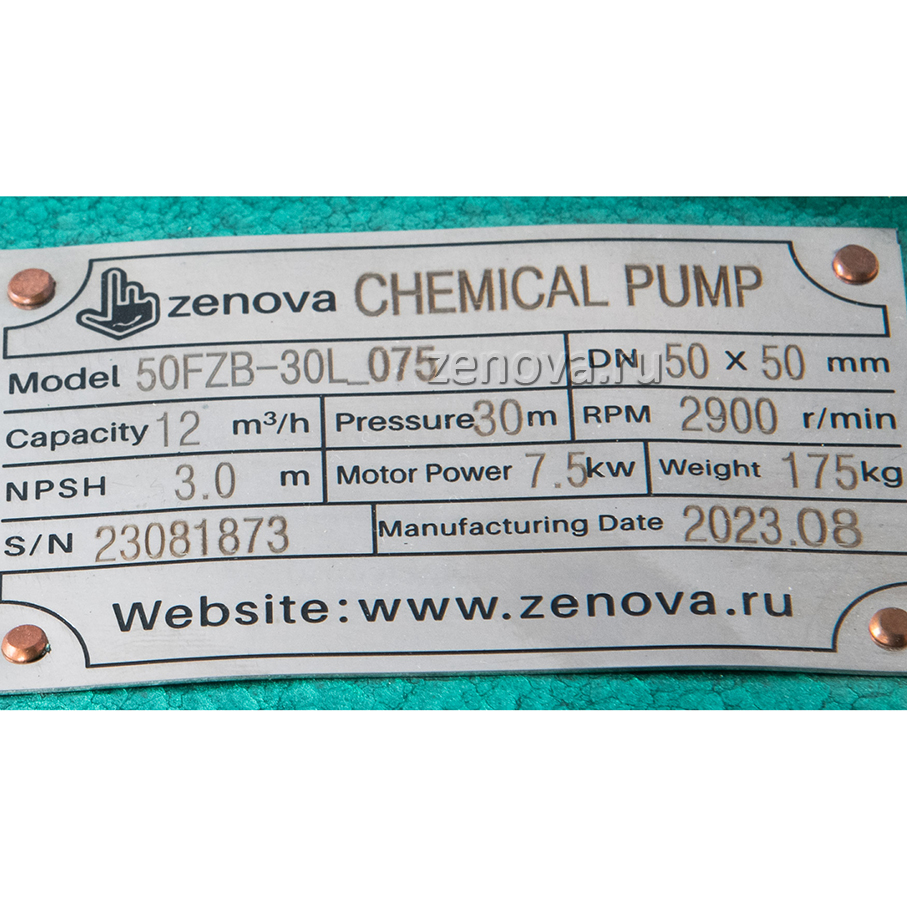 zenova CHEMICAL PUMP
Model 50FZB-30L_075 DN 50 x 50 mm
zenova.ru
Capacity 12 m³/h Pressure 30 m RPM 2900 r/min
NPSH 3.0 m Motor Power 7.5 kw Weight 175 kg
S/N 23081873 Manufacturing Date 2023.08
Website: www.zenova.ru